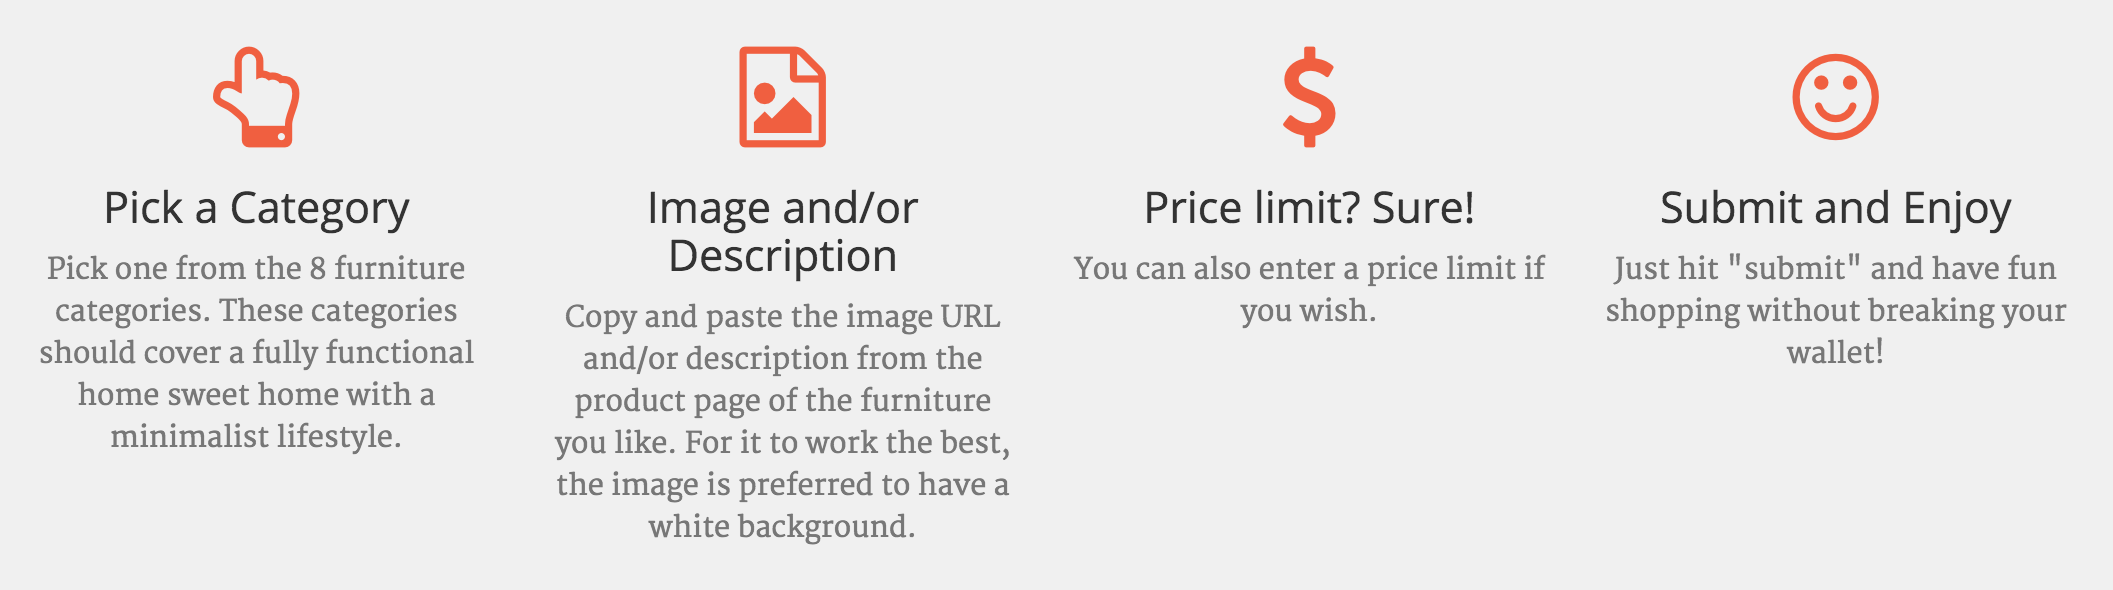 Pick a Category
Pick one from the 8 furniture
categories. These categories
should cover a fully functional
home sweet home with a
minimalist lifestyle.
Image and/or
Description
Copy and paste the image URL
and/or description from the
product page of the furniture
you like. For it to work the best,
the image is preferred to have a
white background.
Price limit? Sure!
You can also enter a price limit if
you wish.
Submit and Enjoy
Just hit "submit" and have fun
shopping without breaking your
wallet!